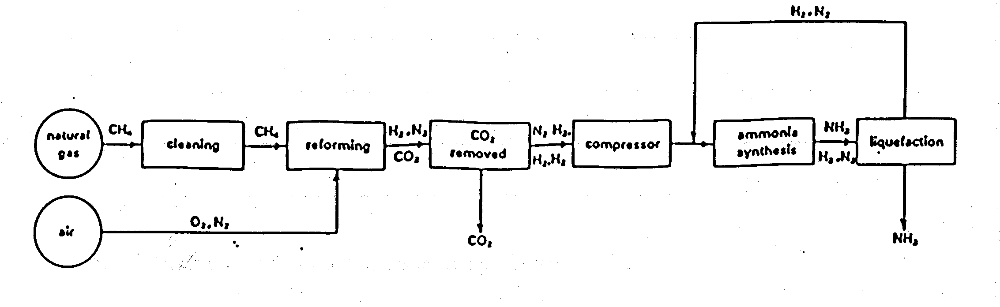 H₂.N₂
natural
gas
CH₄
cleaning
CH₄
reforming
H₂.N₂
CO₂
CO₂
removed
N₂ H₂.
H₂.H₂
compressor
ammonia
synthesis
NH₃
H₂.N₂
liquefaction
air
O₂.N₂
CO₂
NH₃